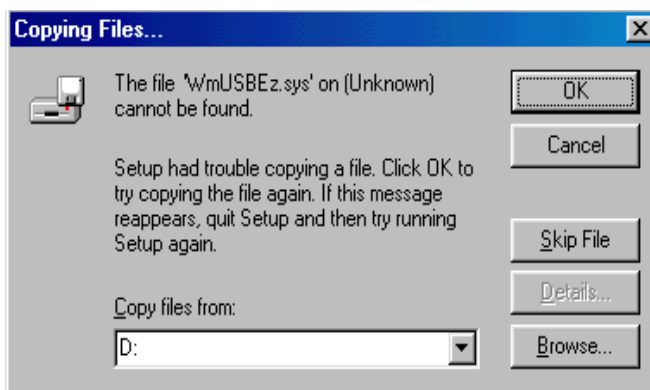 Copying Files...
The file 'WmUSBEz.sys' on (Unknown)
cannot be found.
OK
Cancel
Setup had trouble copying a file. Click OK to
try copying the file again. If this message
reappears, quit Setup and then try running
Setup again.
Skip File
Details...
Copy files from:
D:
Browse...